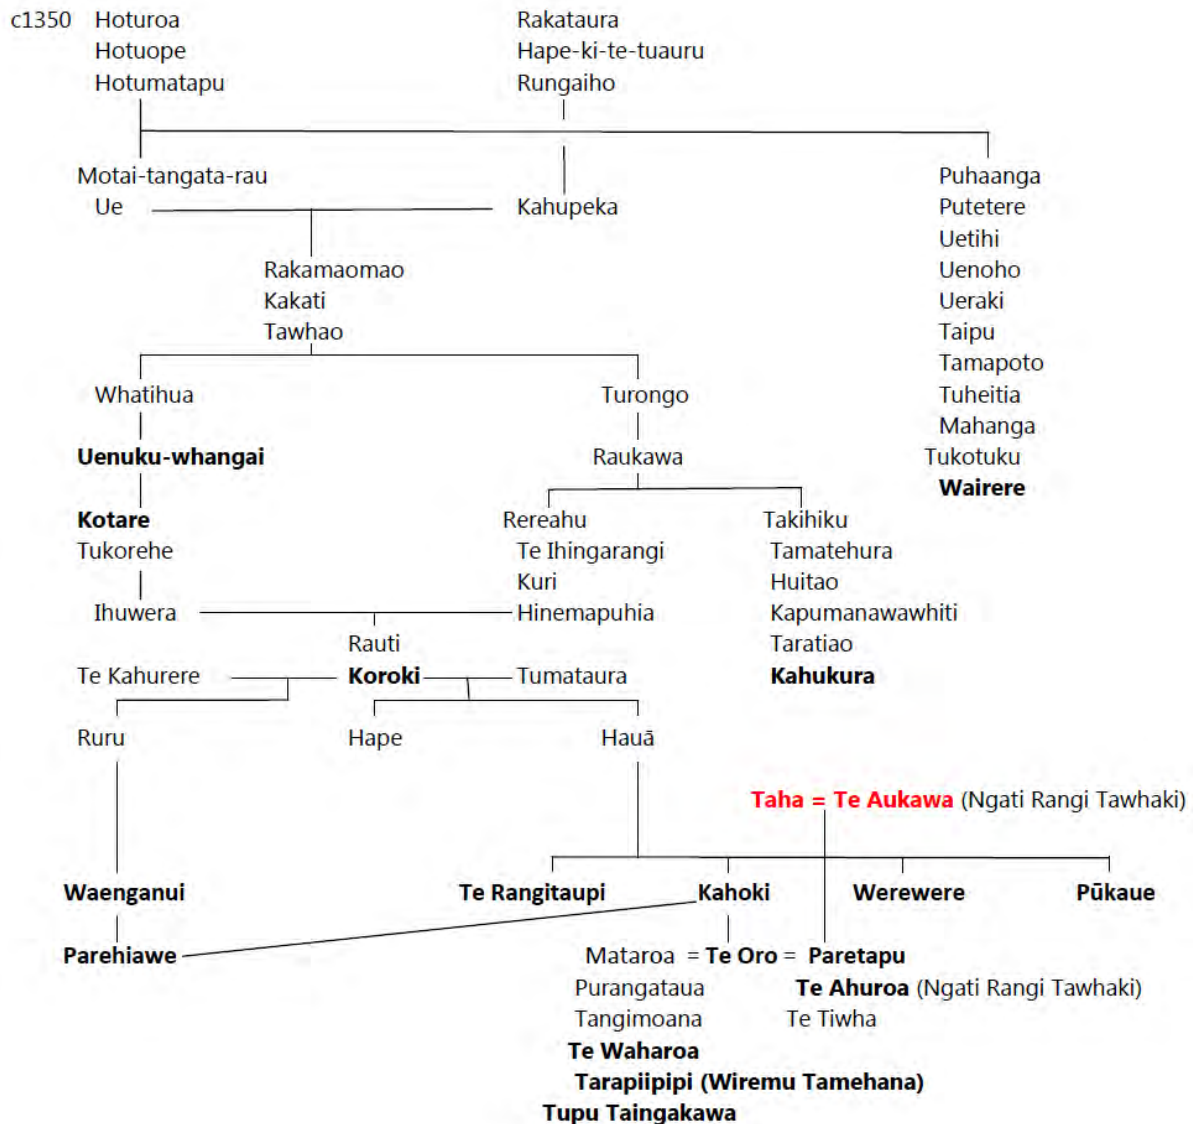 c1350 Hoturoa Rakataura
Hotuope Hape-ki-te-tuauru
Hotumatapu Rungaiho
Motai-tangata-rau Puhaanga
Ue Kahupeka Putetere
Uetihi
Rakamaomao Uenoho
Kakati Ueraki
Tawhao Taipu
Tamapoto
Whatihua Turongo Tuheitia
Mahanga
Uenuku-whangai Raukawa Tukotuku
Wairere
Kotare Rereahu Takihiku
Tukorehe Te Ihingarangi Tamatehura
Kuri Huitao
Ihuwera Hinemapuhia Kapumanawawhiti
Rauti Taratiao
Te Kahurere Koroki Tumataura Kahukura
Ruru Hape Hauā
Taha = Te Aukawa (Ngati Rangi Tawhaki)
Waenganui Te Rangitaupi Kahoki Werewere Pūkaue
Parehiawe Mataroa = Te Oro = Paretapu
Purangataua Te Ahuroa (Ngati Rangi Tawhaki)
Tangimoana Te Tiwha
Te Waharoa
Tarapiipipi (Wiremu Tamehana)
Tupu Taingakawa